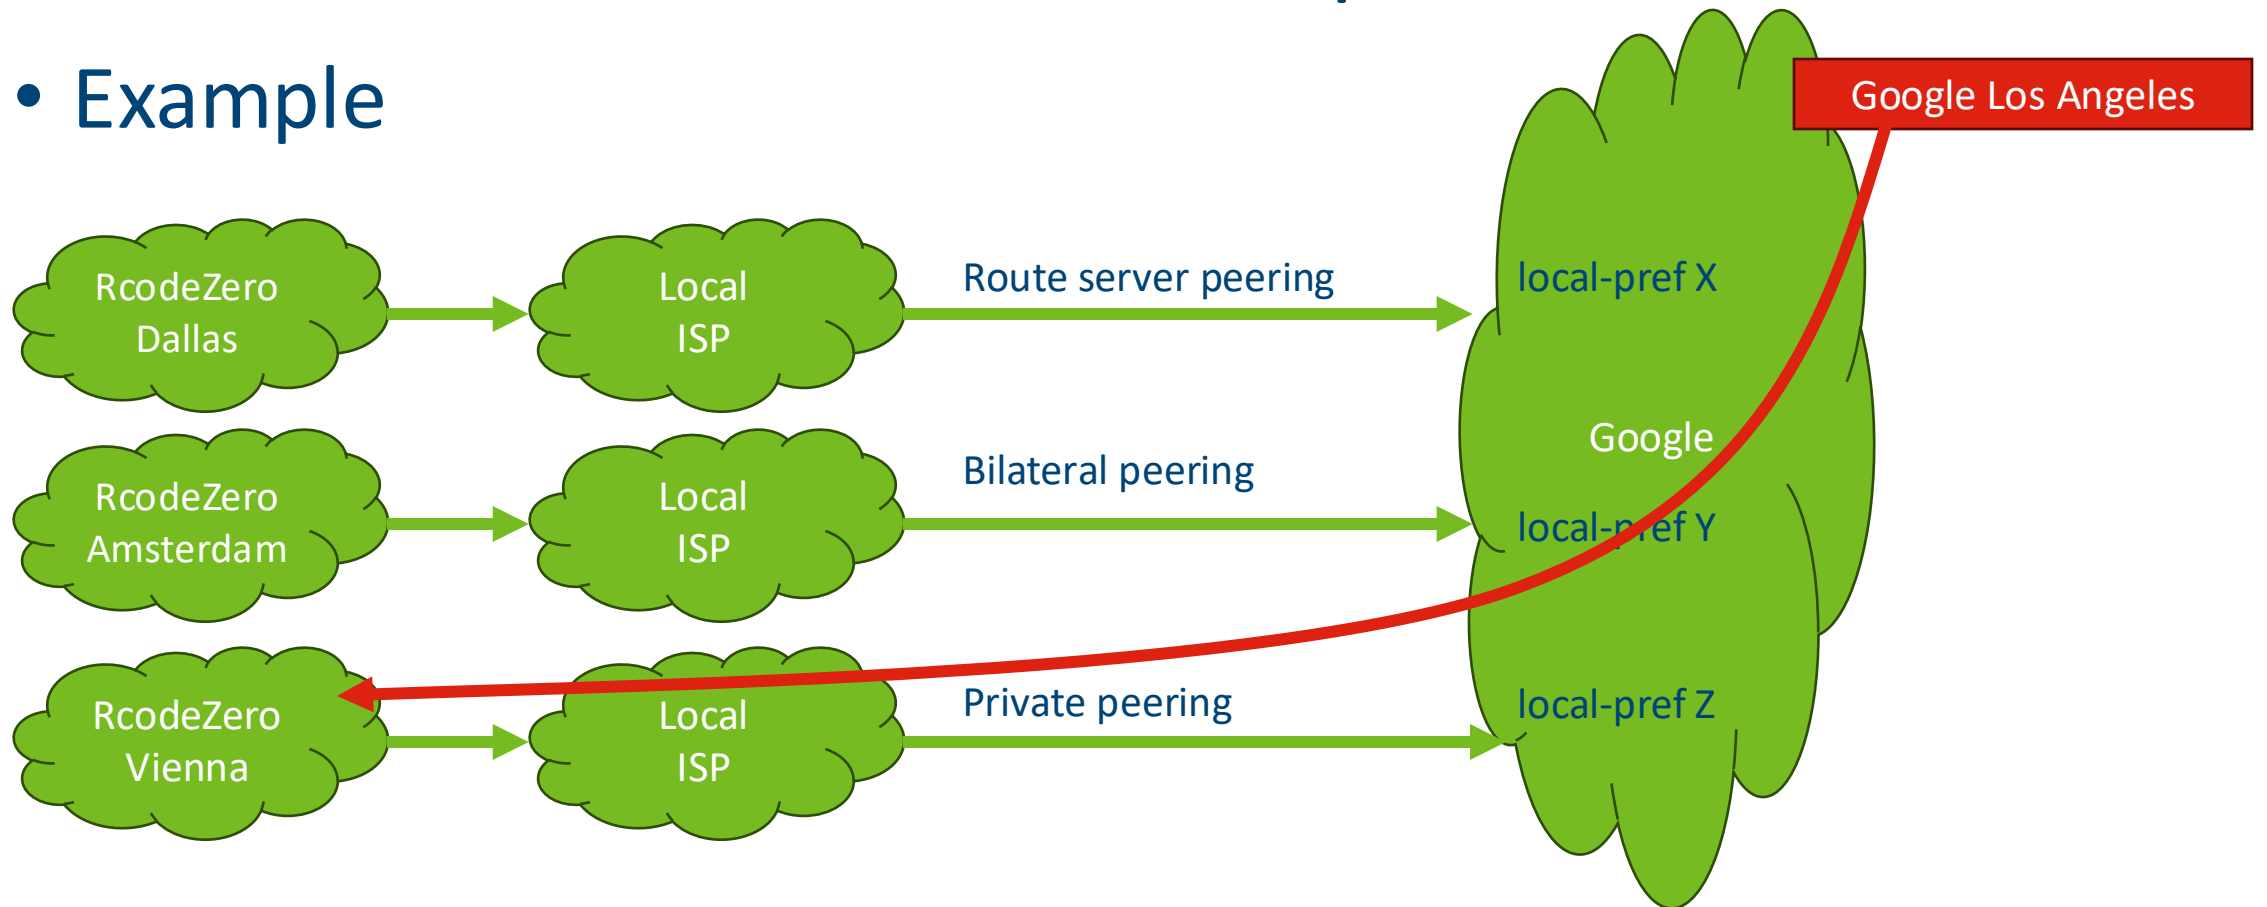 • Example
Google Los Angeles
RcodeZero
Dallas
Local
ISP
Route server peering
local-pref X
Google
RcodeZero
Amsterdam
Local
ISP
Bilateral peering
local-pref Y
RcodeZero
Vienna
Local
ISP
Private peering
local-pref Z